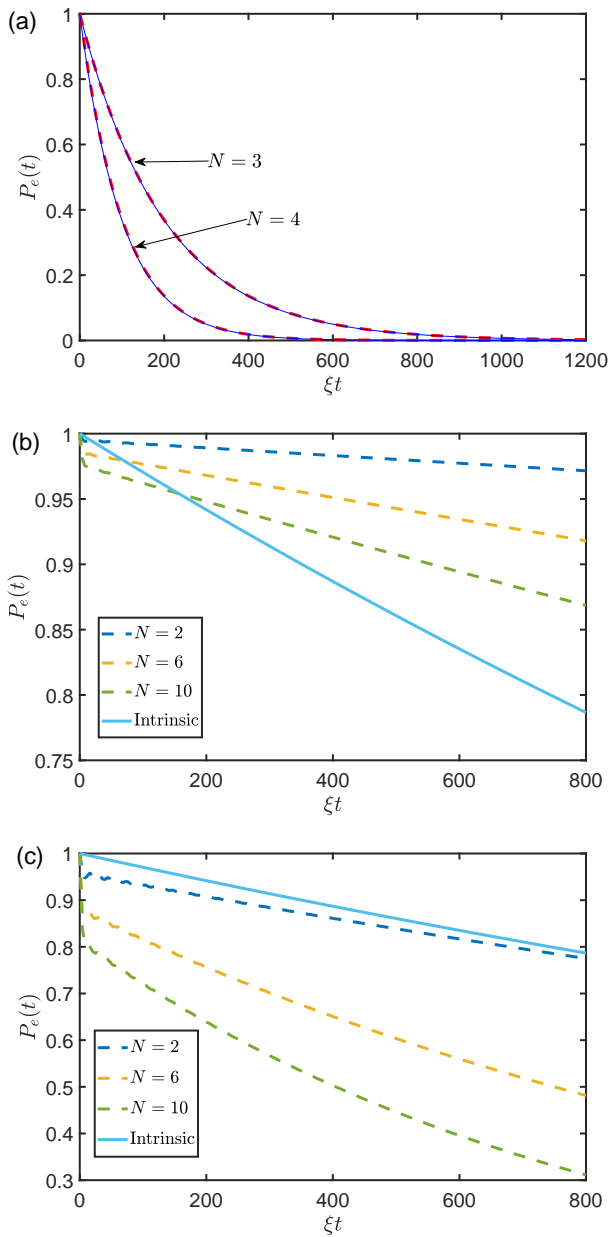 (a)
1
0.8
0.6
0.4
0.2
0
P_e(t)
N = 3
N = 4
0 200 400 600 800 1000 1200
ξt
(b)
1
0.95
0.9
0.85
0.8
0.75
P_e(t)
N = 2
N = 6
N = 10
Intrinsic
0 200 400 600 800
ξt
(c)
1
0.9
0.8
0.7
0.6
0.5
0.4
0.3
P_e(t)
N = 2
N = 6
N = 10
Intrinsic
0 200 400 600 800
ξt